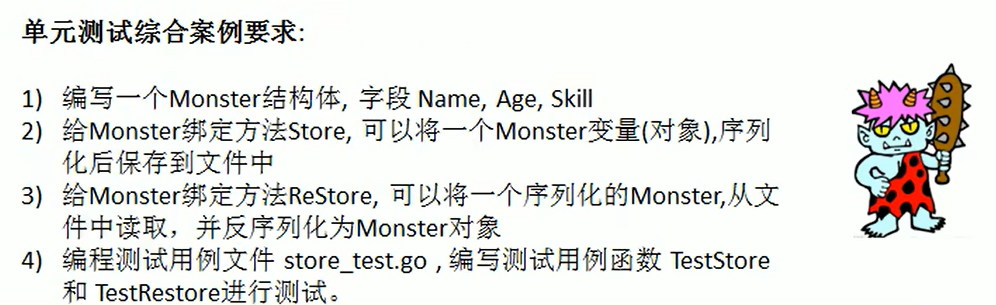 单元测试综合案例要求:
1) 编写一个Monster结构体, 字段 Name, Age, Skill
2) 给Monster绑定方法Store, 可以将一个Monster变量(对象),序列
化后保存到文件中
3) 给Monster绑定方法ReStore, 可以将一个序列化的Monster,从文
件中读取，并反序列化为Monster对象
4) 编程测试用例文件 store_test.go , 编写测试用例函数 TestStore
和 TestRestore进行测试。